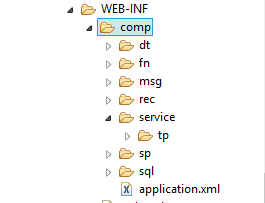 WEB-INF
comp
dt
fn
msg
rec
service
tp
sp
sql
application.xml